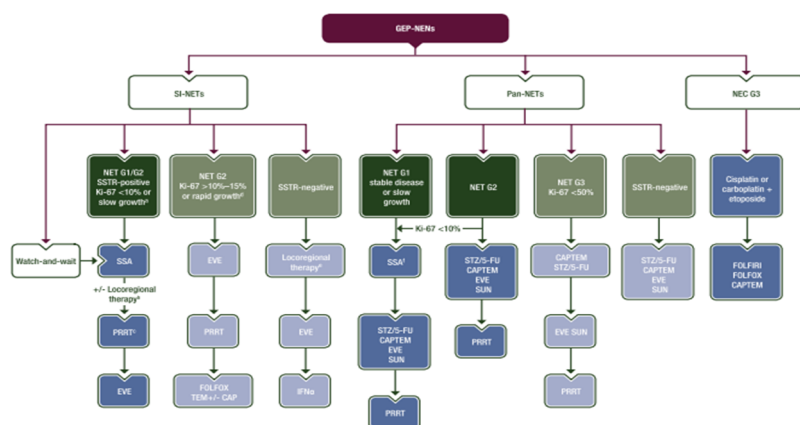 GEP-NENs
SI-NETs
Pan-NETs
NEC G3
NET G1/G2
SSTR-positive
Ki-67 <10% or
slow growthᵃ
NET G2
Ki-67 >10%–15%
or rapid growthᵈ
SSTR-negative
NET G1
stable disease
or slow
growth
NET G2
NET G3
Ki-67 <50%
SSTR-negative
Cisplatin or
carboplatin +
etoposide
Ki-67 <10%
Watch-and-wait
SSA
EVE
Locoregional
therapy
SSA
STZ/5-FU
CAPTEM
EVE
SUN
CAPTEM
STZ/5-FU
STZ/5-FU
CAPTEM
EVE
SUN
FOLFIRI
FOLFOX
CAPTEM
+/- Locoregional
therapy
PRRT
PRRT
EVE
STZ/5-FU
CAPTEM
EVE
SUN
PRRT
EVE SUN
EVE
FOLFOX
TEM+/- CAP
IFNα
PRRT
PRRT